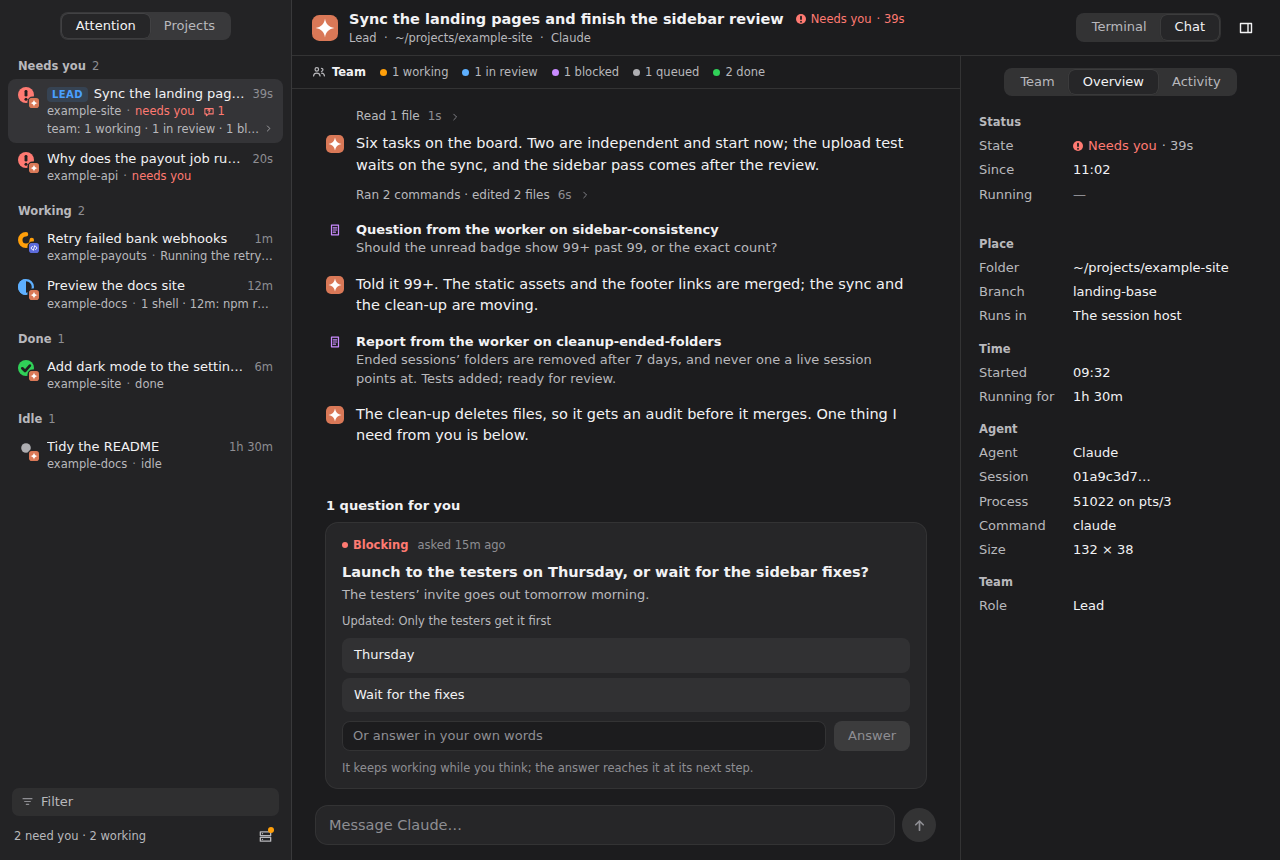 Attention Projects
Needs you 2
LEAD Sync the landing pag… 39s
example-site · needs you 1
team: 1 working · 1 in review · 1 bl…
Why does the payout job ru… 20s
example-api · needs you
Working 2
Retry failed bank webhooks 1m
example-payouts · Running the retry…
Preview the docs site 12m
example-docs · 1 shell · 12m: npm r…
Done 1
Add dark mode to the settin… 6m
example-site · done
Idle 1
Tidy the README 1h 30m
example-docs · idle
Filter
2 need you · 2 working
Sync the landing pages and finish the sidebar review Needs you · 39s
Lead · ~/projects/example-site · Claude
Terminal Chat
Team 1 working 1 in review 1 blocked 1 queued 2 done
Read 1 file 1s
Six tasks on the board. Two are independent and start now; the upload test
waits on the sync, and the sidebar pass comes after the review.
Ran 2 commands · edited 2 files 6s
Question from the worker on sidebar-consistency
Should the unread badge show 99+ past 99, or the exact count?
Told it 99+. The static assets and the footer links are merged; the sync and
the clean-up are moving.
Report from the worker on cleanup-ended-folders
Ended sessions’ folders are removed after 7 days, and never one a live session
points at. Tests added; ready for review.
The clean-up deletes files, so it gets an audit before it merges. One thing I
need from you is below.
1 question for you
Blocking asked 15m ago
Launch to the testers on Thursday, or wait for the sidebar fixes?
The testers’ invite goes out tomorrow morning.
Updated: Only the testers get it first
Thursday
Wait for the fixes
Or answer in your own words Answer
It keeps working while you think; the answer reaches it at its next step.
Message Claude…
Team Overview Activity
Status
State Needs you · 39s
Since 11:02
Running —
Place
Folder ~/projects/example-site
Branch landing-base
Runs in The session host
Time
Started 09:32
Running for 1h 30m
Agent
Agent Claude
Session 01a9c3d7…
Process 51022 on pts/3
Command claude
Size 132 × 38
Team
Role Lead